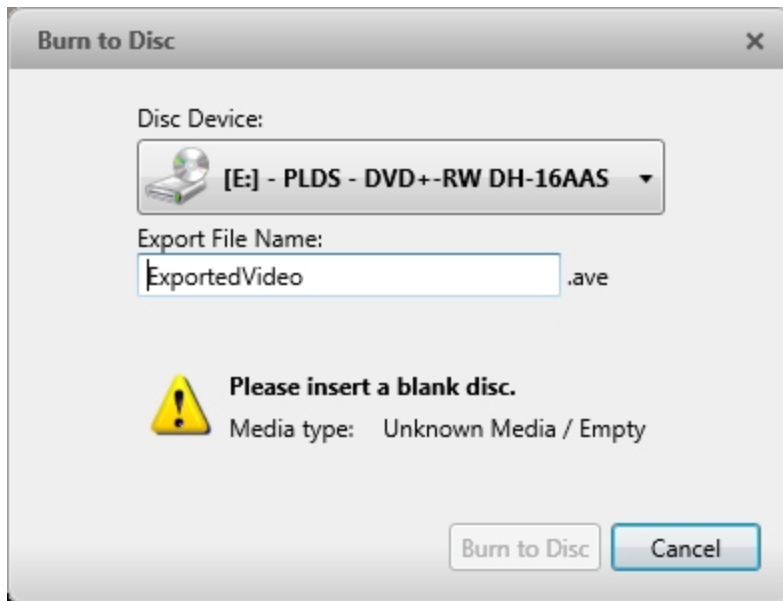 Burn to Disc
Disc Device:
[E:] - PLDS - DVD+-RW DH-16AAS
Export File Name:
ExportedVideo .ave
Please insert a blank disc.
Media type: Unknown Media / Empty
Burn to Disc Cancel